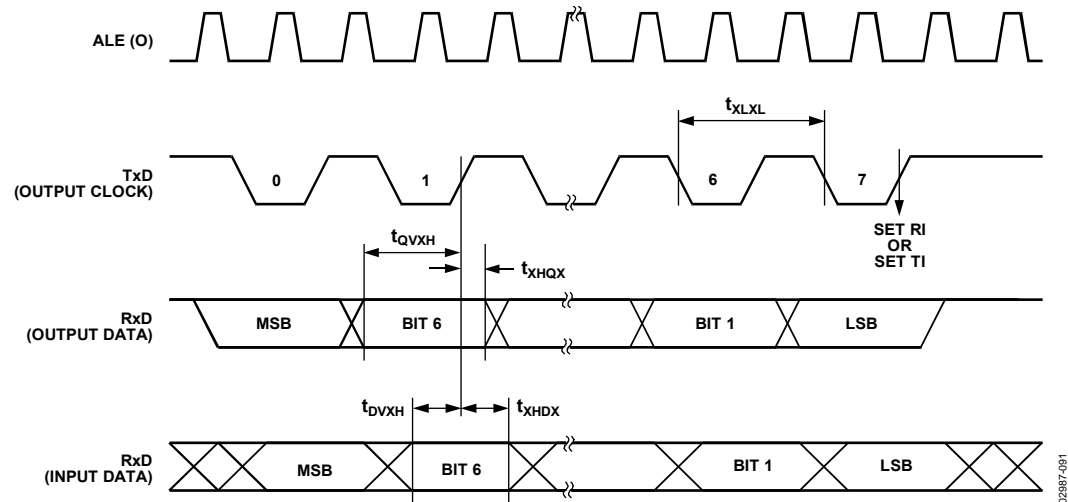 ALE (O)
tXLXL
TxD
(OUTPUT CLOCK)
0
1
6
7
SET RI
OR
SET TI
tQVXH
tXHQX
RxD
(OUTPUT DATA)
MSB
BIT 6
BIT 1
LSB
tDVXH
tXHDX
RxD
(INPUT DATA)
MSB
BIT 6
BIT 1
LSB
02987-091